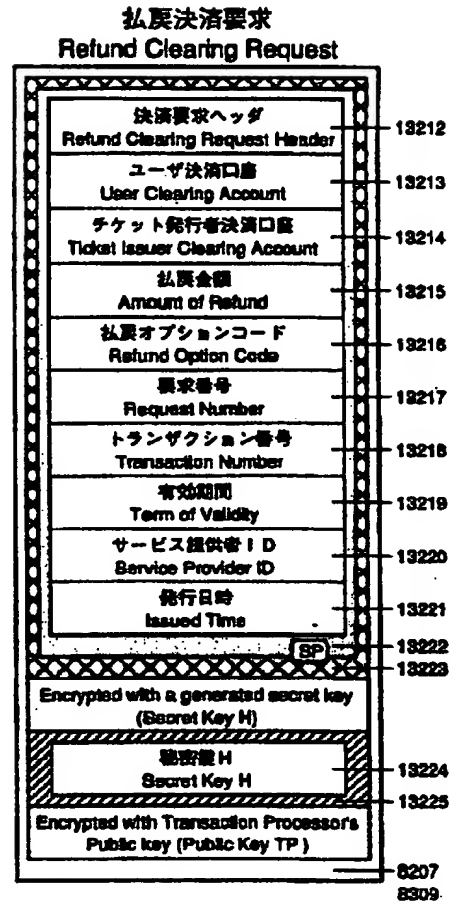 払戻決済要求
Refund Clearing Request
決済要求ヘッダ
Refund Clearing Request Header
13212
ユーザ決済口座
User Clearing Account
13213
チケット発行者決済口座
Ticket Issuer Clearing Account
13214
払戻金額
Amount of Refund
13215
払戻オプションコード
Refund Option Code
13216
要求番号
Request Number
13217
トランザクション番号
Transaction Number
13218
有効期間
Term of Validity
13219
サービス提供者ID
Service Provider ID
13220
発行日時
Issued Time
13221
SP
13222
13223
Encrypted with a generated secret key
(Secret Key H)
秘密鍵H
Secret Key H
13224
13225
Encrypted with Transaction Processor's
Public key (Public Key TP)
8207
8309